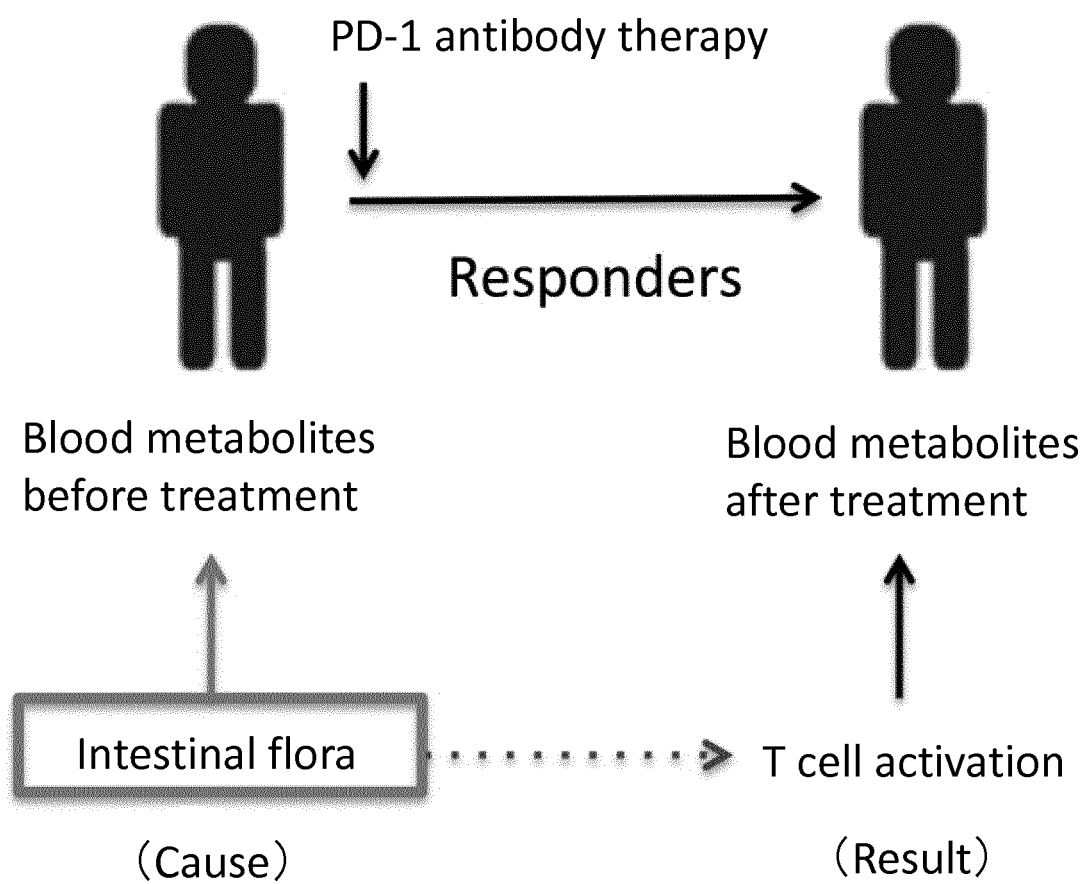 PD-1 antibody therapy
Responders
Blood metabolites
before treatment
Blood metabolites
after treatment
Intestinal flora
T cell activation
（Cause）
（Result）